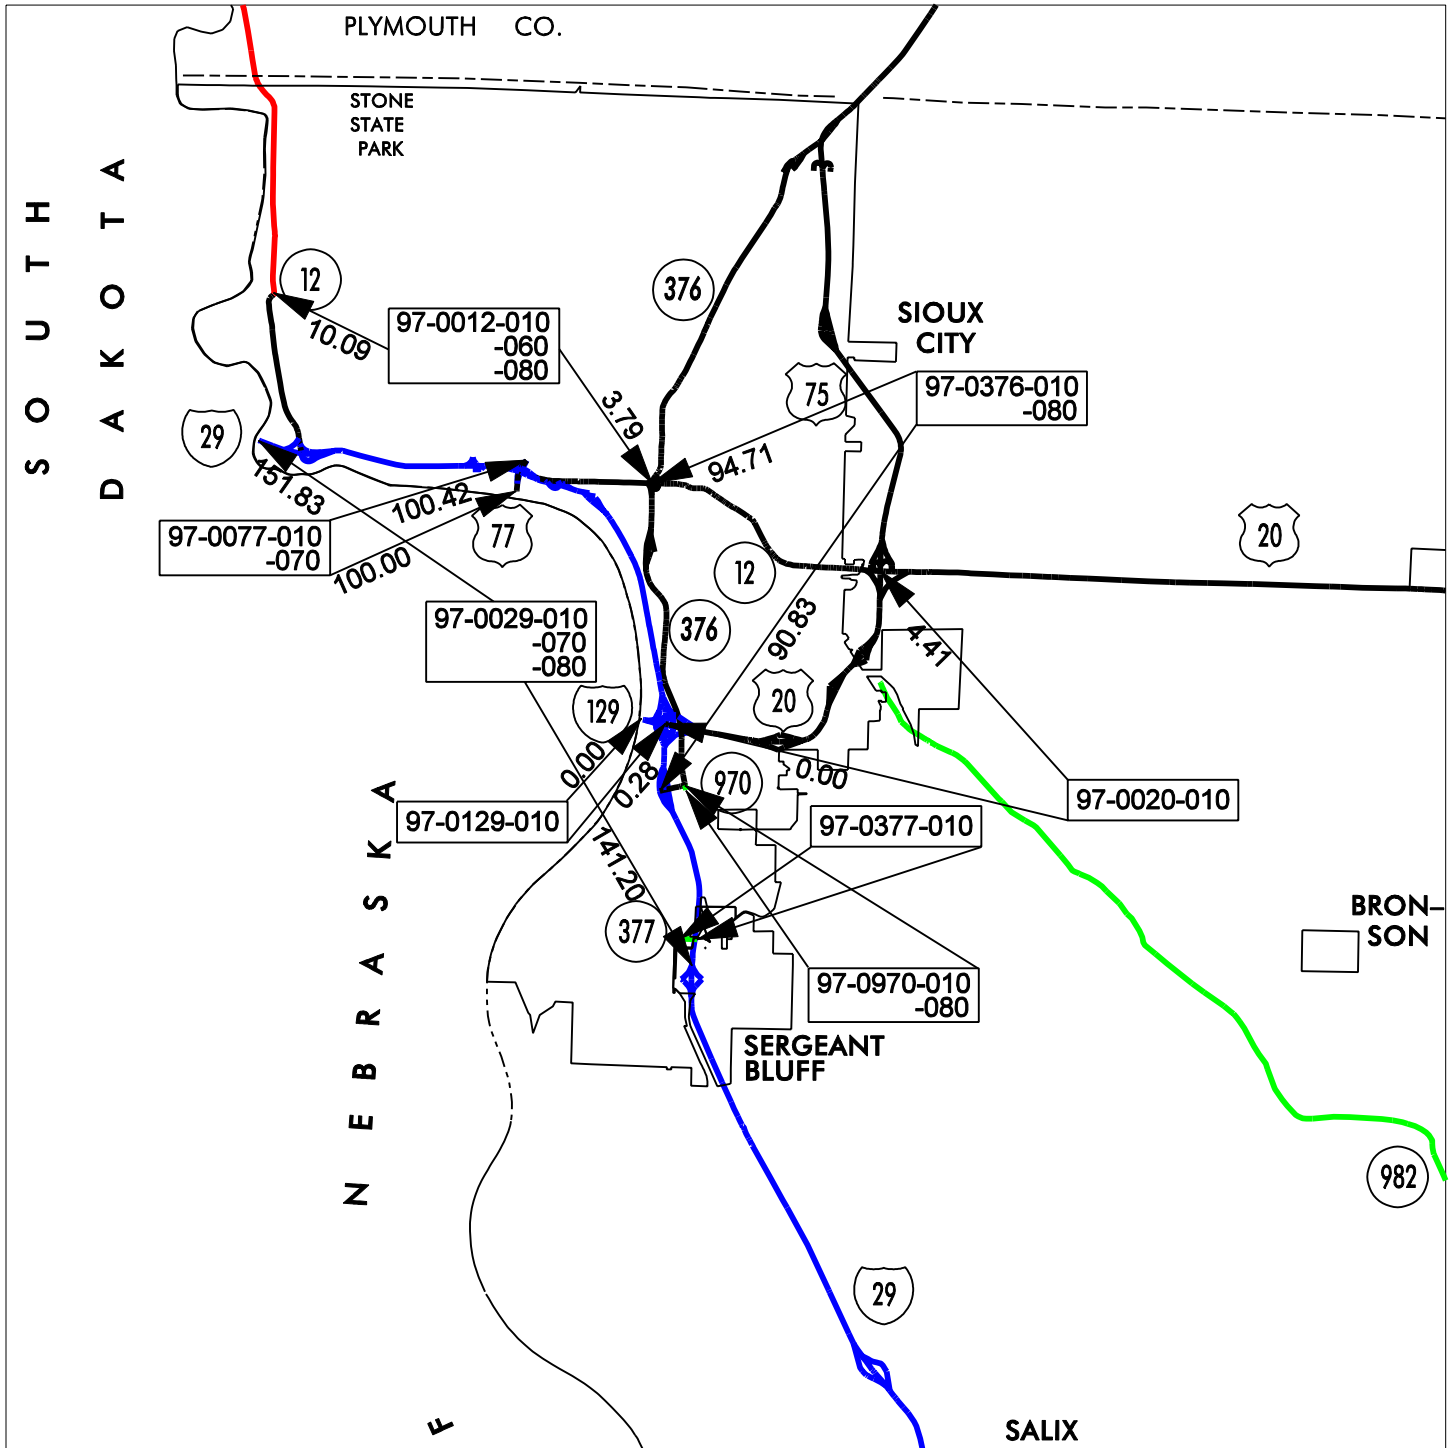 PLYMOUTH CO.
STONE
STATE
PARK
SOUTH
DAKOTA
12
10.09
97-0012-010
-060
-080
376
SIOUX
CITY
3.79
75
97-0376-010
-080
29
151.83
94.71
100.42
97-0077-010
-070
77
100.00
12
20
97-0029-010
-070
-080
376
90.83
4.41
129
20
0.00
0.28
970
0.00
97-0020-010
97-0129-010
97-0377-010
141.20
377
BRON-
SON
97-0970-010
-080
SERGEANT
BLUFF
NEBRASKA
982
29
F
SALIX